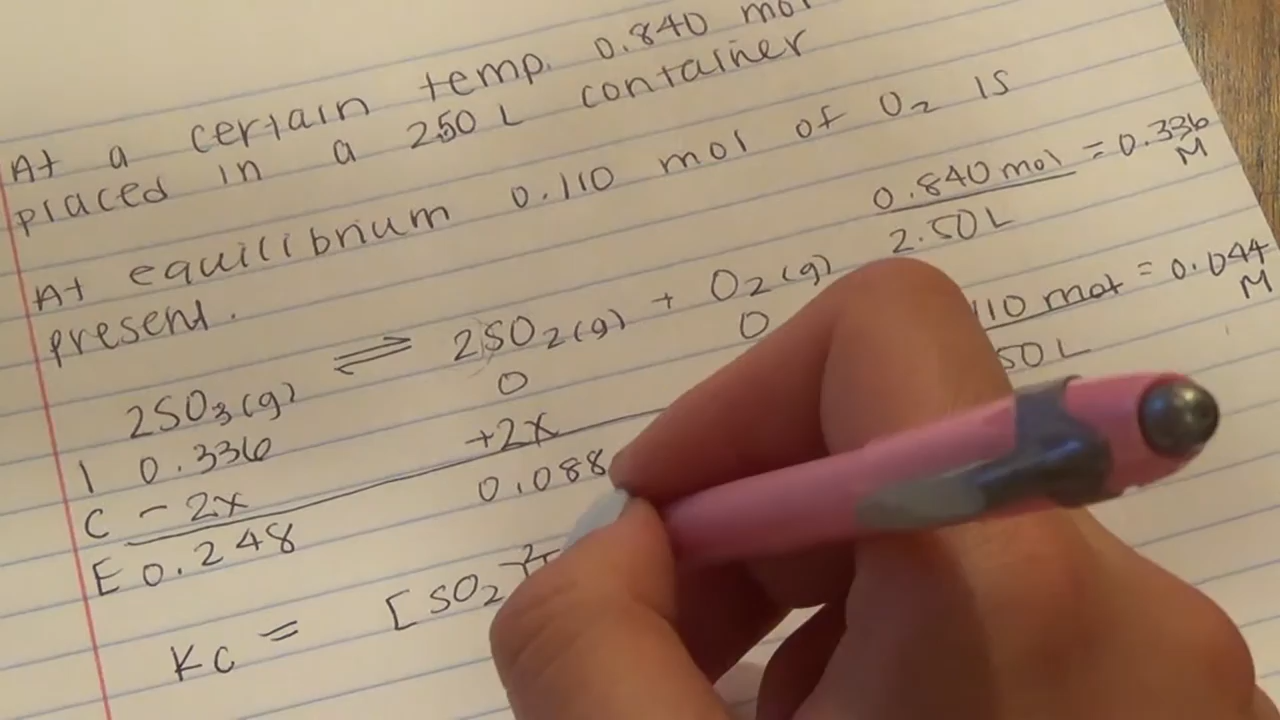 At a certain temp. 0.840 mol
placed in a 250 L container
At equilibrium 0.110 mol of O2 is
present.
0.840 mol = 0.336
2.50 L M
10 mol = 0.044
50 L M
2SO3(g) ⇌ 2SO2(g) + O2(g)
I 0.336 0 0
C - 2x +2x
E 0.248 0.088
Kc = [SO2]2